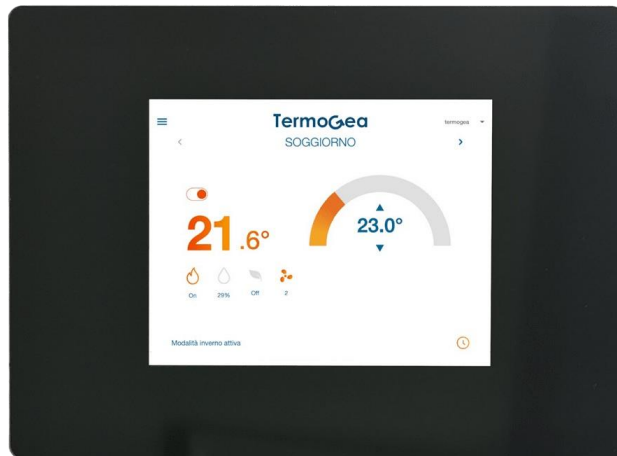 TermoGea
termogea
SOGGIORNO
21.6°
23.0°
On
29%
Off
2
Modalità inverno attiva